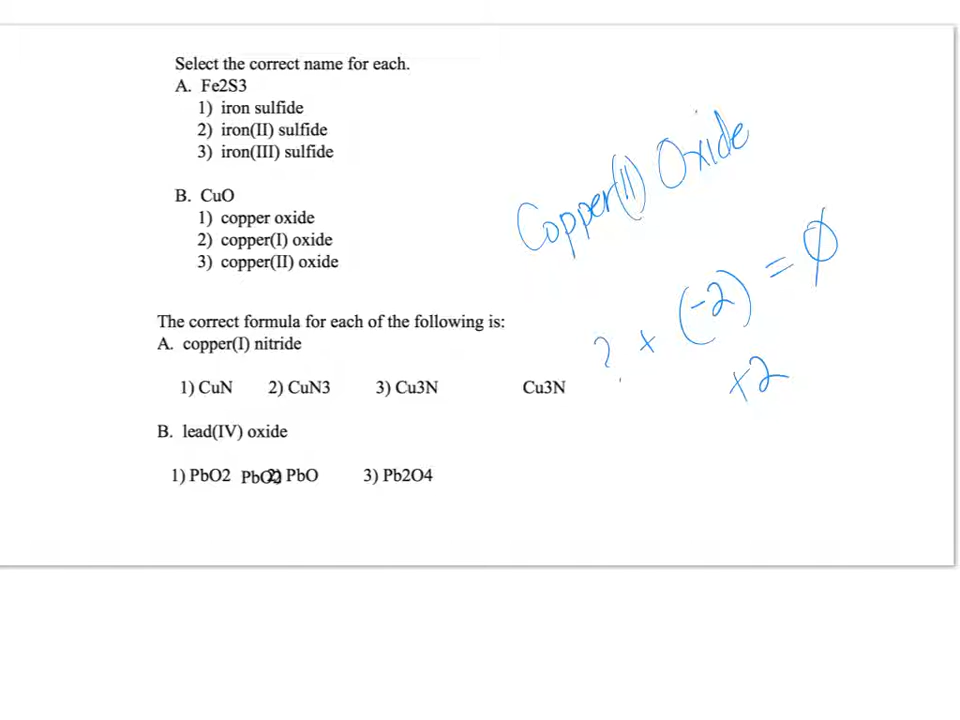 Select the correct name for each.
A. Fe2S3
1) iron sulfide
2) iron(II) sulfide
3) iron(III) sulfide
B. CuO
1) copper oxide
2) copper(I) oxide
3) copper(II) oxide
Copper(II) Oxide
? + (-2) = 0
+2
The correct formula for each of the following is:
A. copper(I) nitride
1) CuN 2) CuN3 3) Cu3N Cu3N
B. lead(IV) oxide
1) PbO2 PbO2 2) PbO 3) Pb2O4